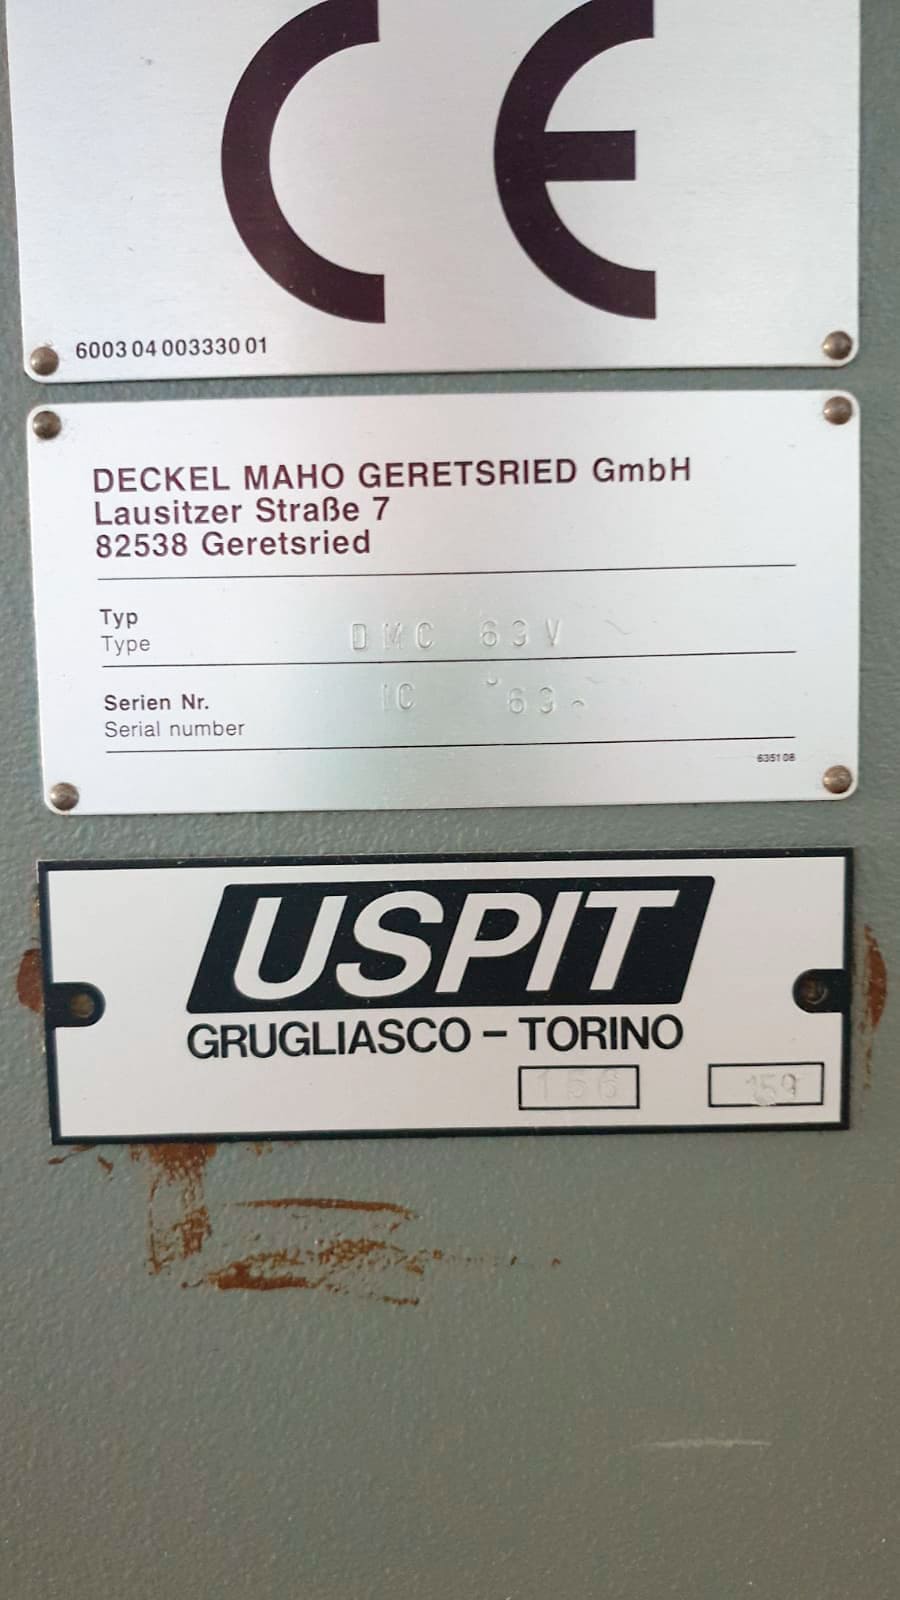 CE
6003 04 003330 01
DECKEL MAHO GERETSRIED GmbH
Lausitzer Straße 7
82538 Geretsried
Typ
Type
DMC 63V
Serien Nr.
Serial number
635108
USPIT
GRUGLIASCO – TORINO
156 159